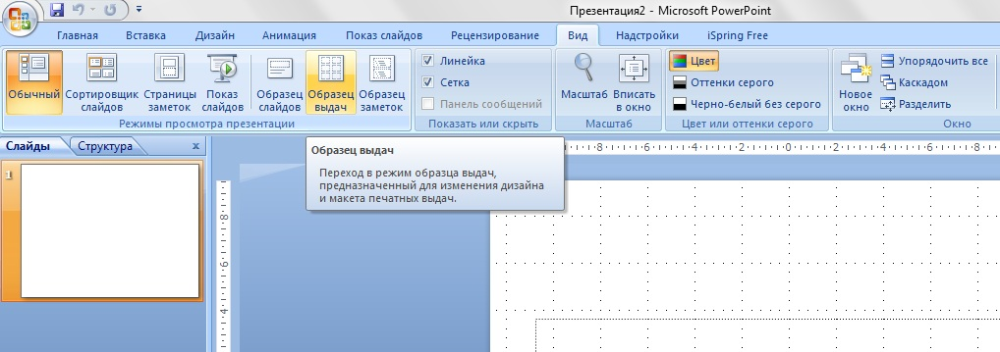 Презентация2 - Microsoft PowerPoint
Главная Вставка Дизайн Анимация Показ слайдов Рецензирование Вид Надстройки iSpring Free
Обычный
Сортировщик слайдов
Страницы заметок
Показ слайдов
Образец слайдов
Образец выдач
Образец заметок
Режимы просмотра презентации
Линейка
Сетка
Панель сообщений
Показать или скрыть
Масштаб
Вписать в окно
Масштаб
Цвет
Оттенки серого
Черно-белый без серого
Цвет или оттенки серого
Новое окно
Упорядочить все
Каскадом
Разделить
Окно
Слайды Структура x
1
Образец выдач
Переход в режим образца выдач,
предназначенный для изменения дизайна
и макета печатных выдач.
8 6 4 2 0 2 4 6 8
8
6
4